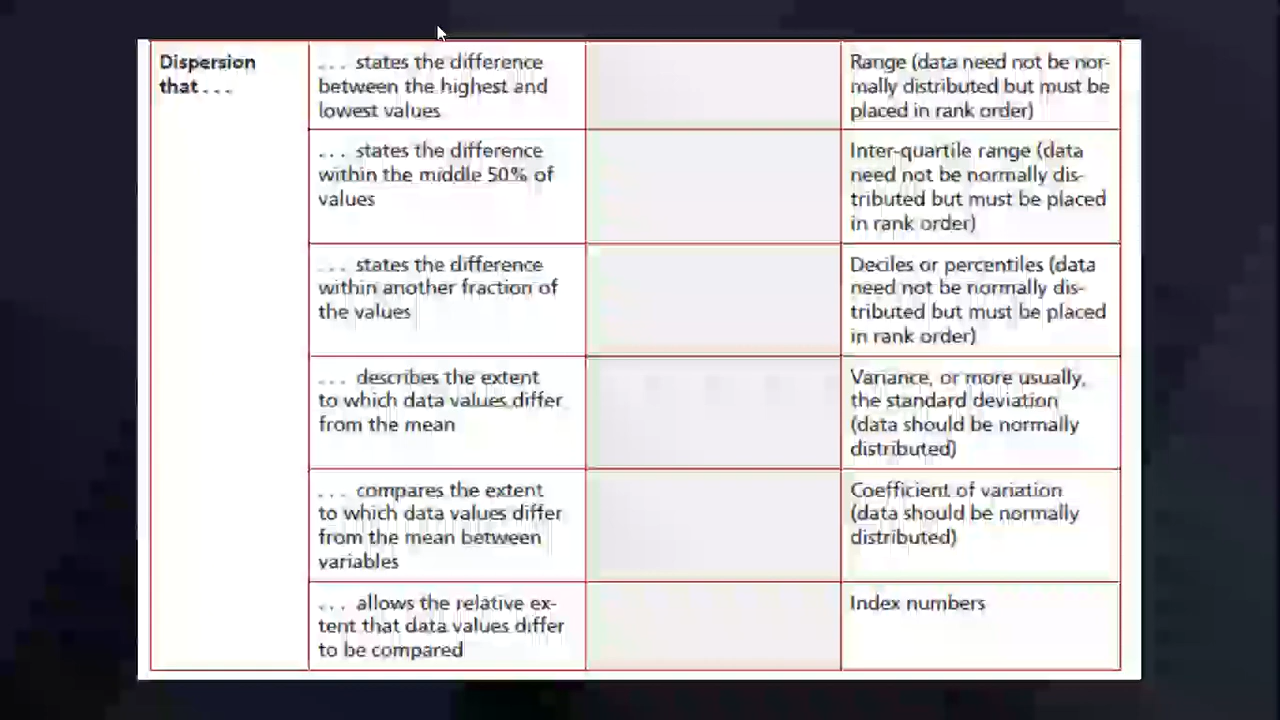 Dispersion
that . . .
. . . states the difference
between the highest and
lowest values
Range (data need not be nor-
mally distributed but must be
placed in rank order)
. . . states the difference
within the middle 50% of
values
Inter-quartile range (data
need not be normally dis-
tributed but must be placed
in rank order)
. . . states the difference
within another fraction of
the values
Deciles or percentiles (data
need not be normally dis-
tributed but must be placed
in rank order)
. . . describes the extent
to which data values differ
from the mean
Variance, or more usually,
the standard deviation
(data should be normally
distributed)
. . . compares the extent
to which data values differ
from the mean between
variables
Coefficient of variation
(data should be normally
distributed)
. . . allows the relative ex-
tent that data values differ
to be compared
Index numbers